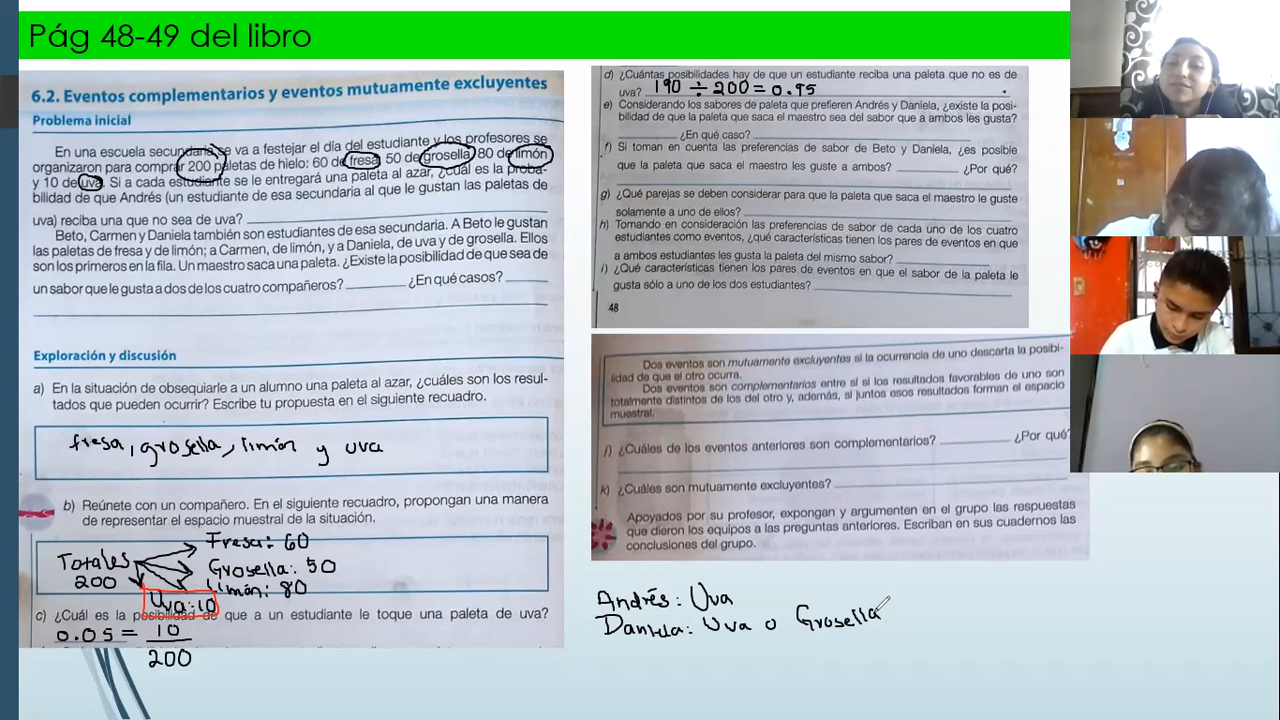 Pág 48-49 del libro
6.2. Eventos complementarios y eventos mutuamente excluyentes
Problema inicial
En una escuela secundaria se va a festejar el día del estudiante y los profesores se
organizaron para comprar 200 paletas de hielo: 60 de fresa, 50 de grosella, 80 de limón
y 10 de uva. Si a cada estudiante se le entregará una paleta al azar, ¿cuál es la proba-
bilidad de que Andrés (un estudiante de esa secundaria al que le gustan las paletas de
uva) reciba una que no sea de uva?
Beto, Carmen y Daniela también son estudiantes de esa secundaria. A Beto le gustan
las paletas de fresa y de limón; a Carmen, de limón, y a Daniela, de uva y de grosella. Ellos
son los primeros en la fila. Un maestro saca una paleta. ¿Existe la posibilidad de que sea de
un sabor que le gusta a dos de los cuatro compañeros? ________ ¿En qué casos? ______
Exploración y discusión
a) En la situación de obsequiarle a un alumno una paleta al azar, ¿cuáles son los resul-
tados que pueden ocurrir? Escribe tu propuesta en el siguiente recuadro.
fresa, grosella, limón y uva
b) Reúnete con un compañero. En el siguiente recuadro, propongan una manera
de representar el espacio muestral de la situación.
Totales
200
Fresa: 60
Grosella: 50
Limón: 80
Uva: 10
c) ¿Cuál es la posibilidad de que a un estudiante le toque una paleta de uva?
0.05 = 10
200
d) ¿Cuántas posibilidades hay de que un estudiante reciba una paleta que no es de
uva? 190 ÷ 200 = 0.95
e) Considerando los sabores de paleta que prefieren Andrés y Daniela, ¿existe la posi-
bilidad de que la paleta que saca el maestro sea del sabor que a ambos les gusta?
________ ¿En qué caso? ________
f) Si toman en cuenta las preferencias de sabor de Beto y Daniela, ¿es posible
que la paleta que saca el maestro les guste a ambos? ________ ¿Por qué?
g) ¿Qué parejas se deben considerar para que la paleta que saca el maestro le guste
solamente a uno de ellos?
h) Tomando en consideración las preferencias de sabor de cada uno de los cuatro
estudiantes como eventos, ¿qué características tienen los pares de eventos en que
a ambos estudiantes les gusta la paleta del mismo sabor?
i) ¿Qué características tienen los pares de eventos en que el sabor de la paleta le
gusta sólo a uno de los dos estudiantes?
48
Dos eventos son mutuamente excluyentes si la ocurrencia de uno descarta la posibi-
lidad de que el otro ocurra.
Dos eventos son complementarios entre sí si los resultados favorables de uno son
totalmente distintos de los del otro y, además, si juntos esos resultados forman el espacio
muestral.
j) ¿Cuáles de los eventos anteriores son complementarios? ________ ¿Por qué?
k) ¿Cuáles son mutuamente excluyentes?
Apoyados por su profesor, expongan y argumenten en el grupo las respuestas
que dieron los equipos a las preguntas anteriores. Escriban en sus cuadernos las
conclusiones del grupo.
Andrés: Uva
Daniela: Uva o Grosella